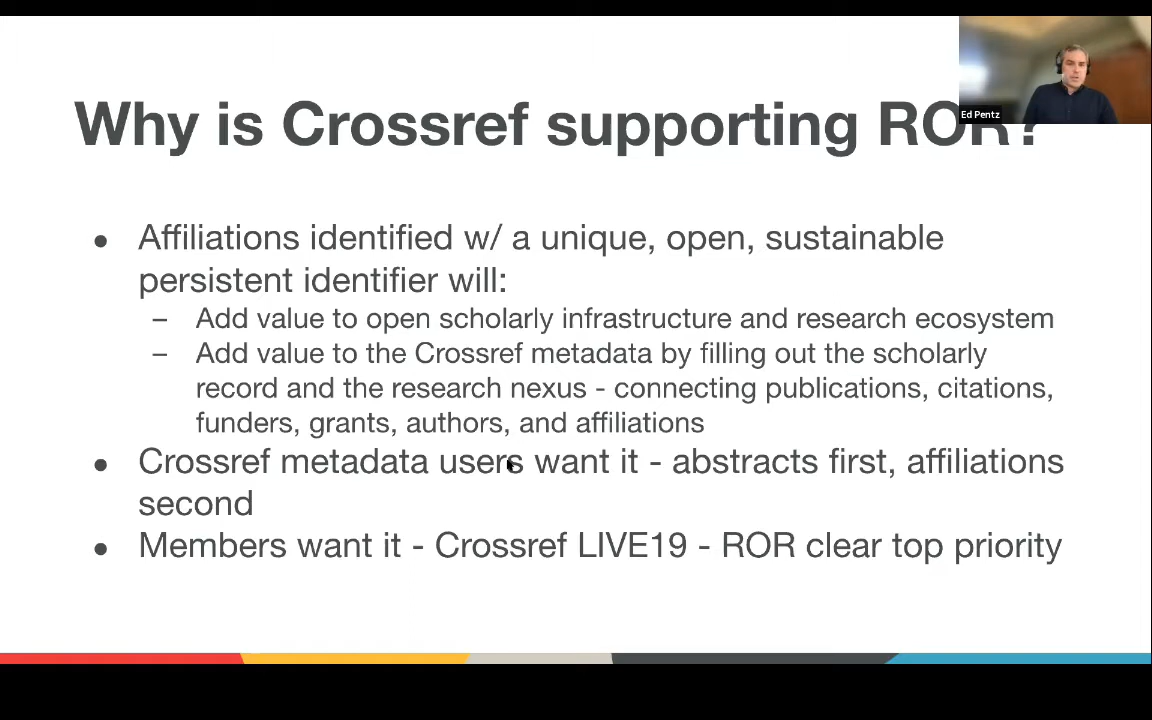 Why is Crossref supporting ROR?
Ed Pentz
● Affiliations identified w/ a unique, open, sustainable
persistent identifier will:
– Add value to open scholarly infrastructure and research ecosystem
– Add value to the Crossref metadata by filling out the scholarly
record and the research nexus - connecting publications, citations,
funders, grants, authors, and affiliations
● Crossref metadata users want it - abstracts first, affiliations
second
● Members want it - Crossref LIVE19 - ROR clear top priority